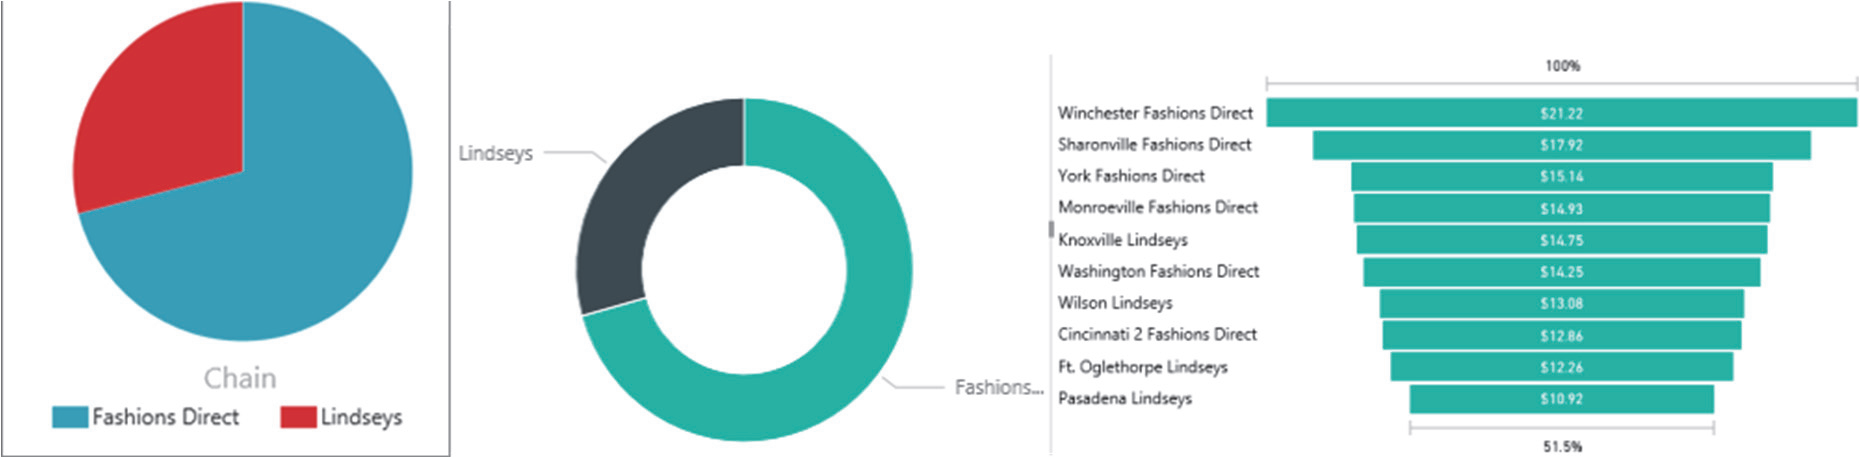 Chain
Fashions Direct
Lindseys
Lindseys
Fashions...
100%
Winchester Fashions Direct $21.22
Sharonville Fashions Direct $17.92
York Fashions Direct $15.14
Monroeville Fashions Direct $14.93
Knoxville Lindseys $14.75
Washington Fashions Direct $14.25
Wilson Lindseys $13.08
Cincinnati 2 Fashions Direct $12.86
Ft. Oglethorpe Lindseys $12.26
Pasadena Lindseys $10.92
51.5%